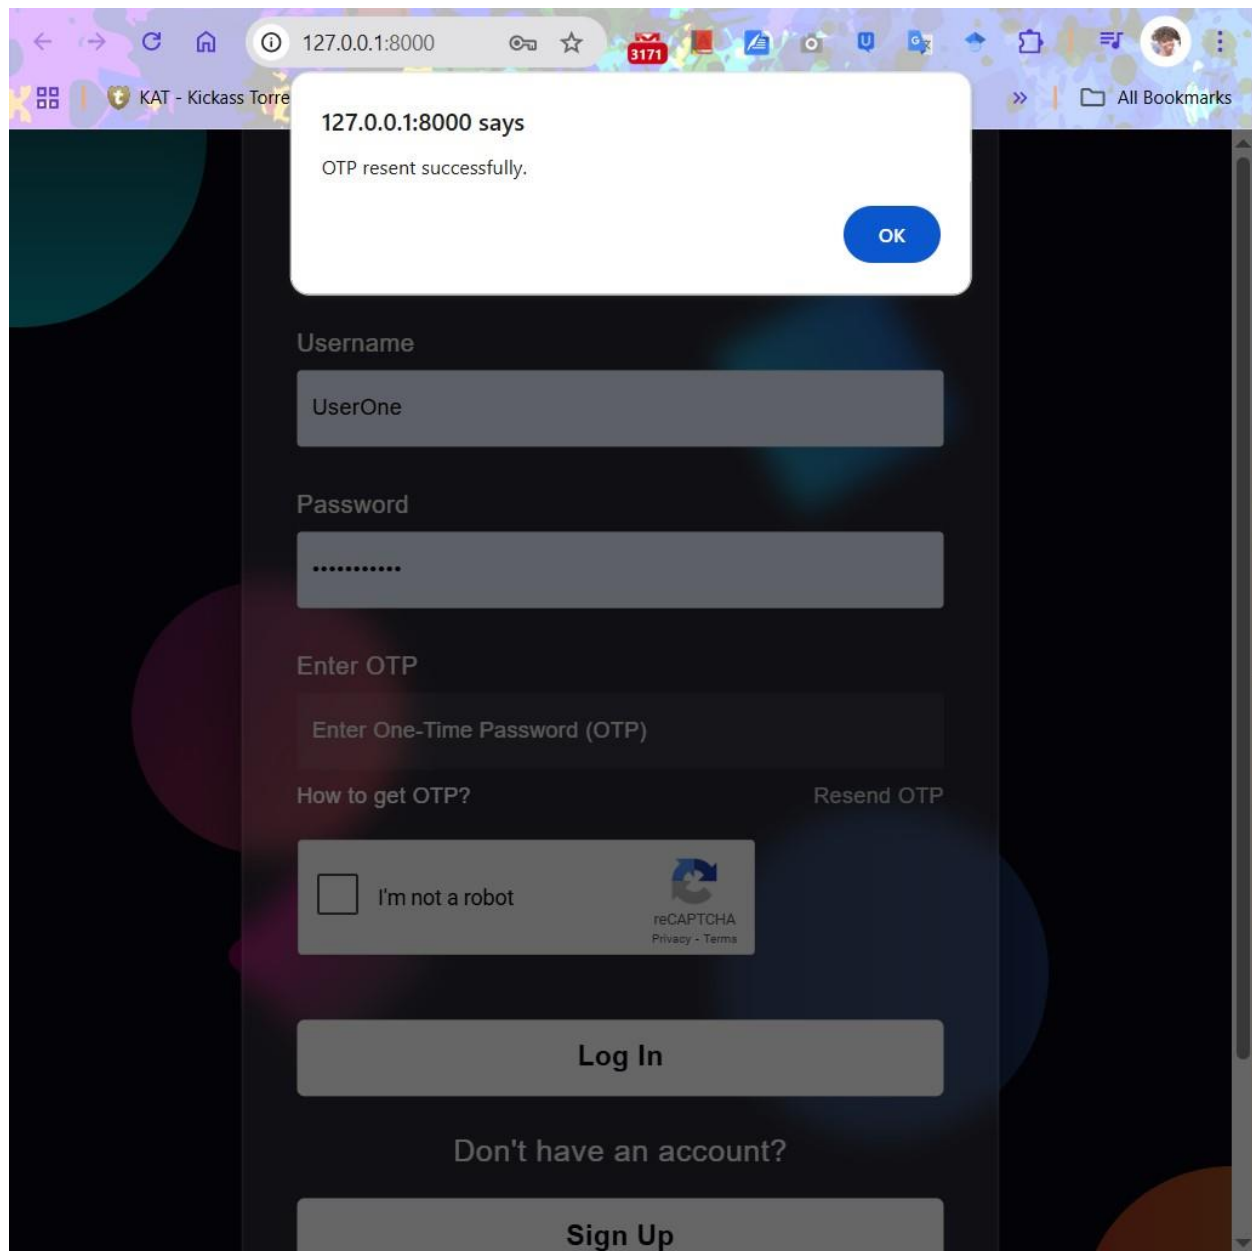 127.0.0.1:8000
3171
KAT - Kickass Torre
» All Bookmarks
127.0.0.1:8000 says
OTP resent successfully.
OK
Username
UserOne
Password
•••••••••••
Enter OTP
Enter One-Time Password (OTP)
How to get OTP? Resend OTP
I'm not a robot
reCAPTCHA
Privacy - Terms
Log In
Don't have an account?
Sign Up